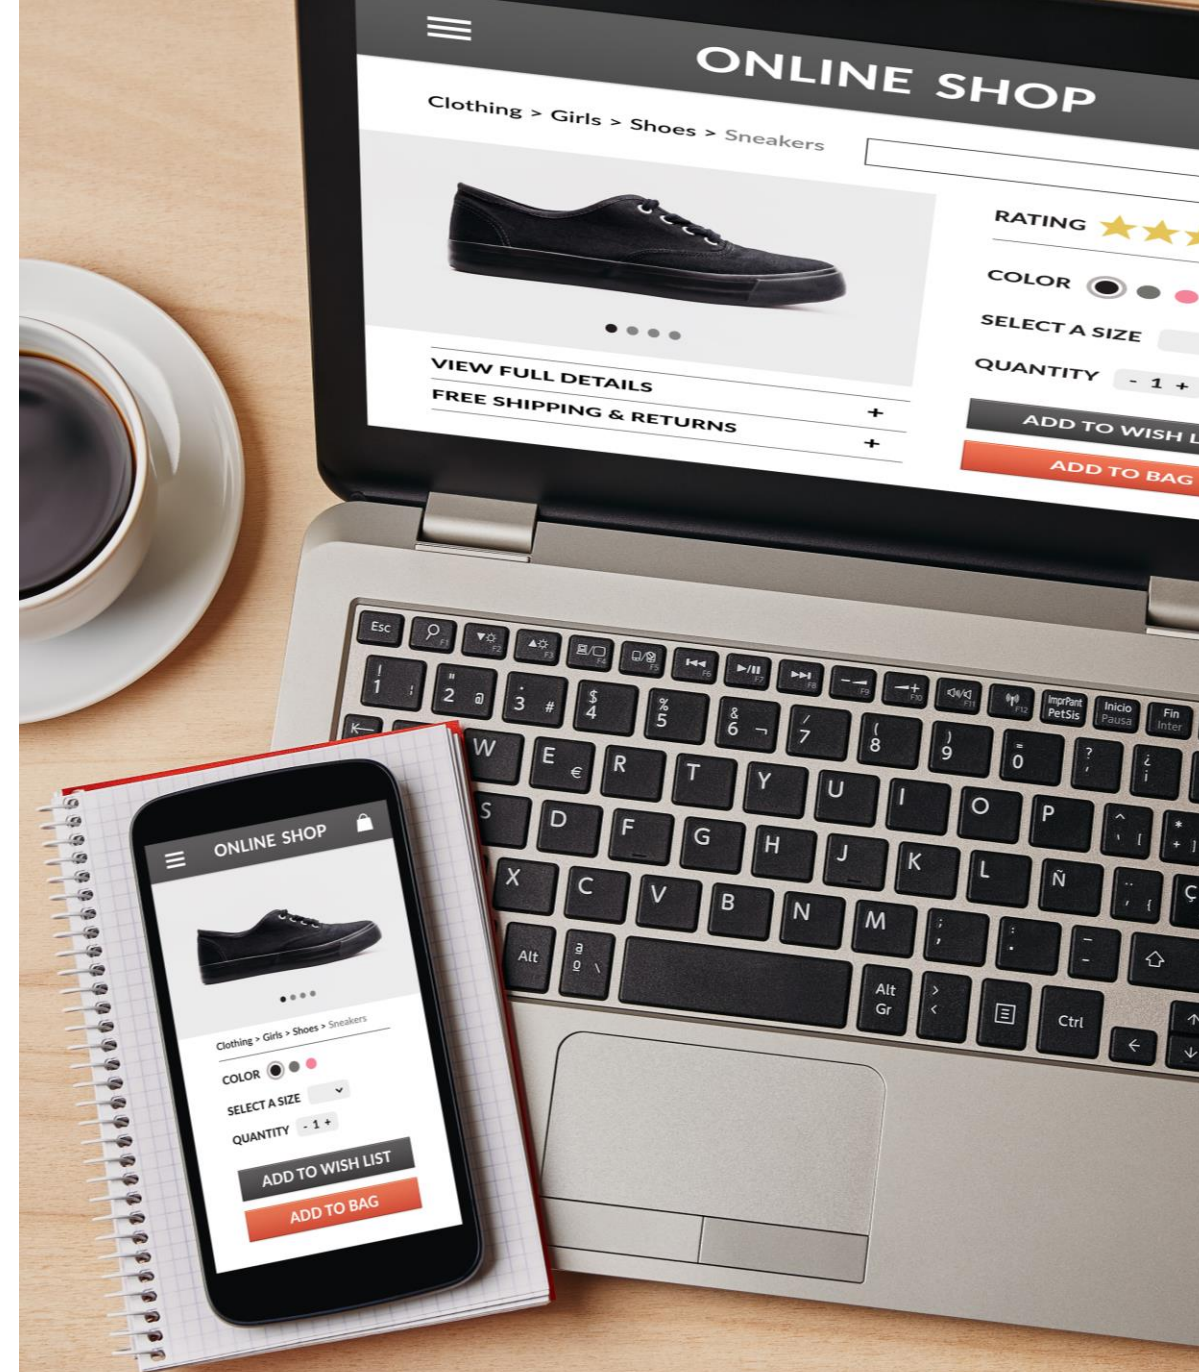 ONLINE SHOP
Clothing > Girls > Shoes > Sneakers
RATING
COLOR
SELECT A SIZE
QUANTITY - 1 +
VIEW FULL DETAILS +
FREE SHIPPING & RETURNS +
ADD TO WISH
ADD TO BAG
Esc F1 F2 F3 F4 F5 F6 F7 F8 F9 F10 F11 F12 ImprPant PetSis Inicio Pausa Fin Inter
! 1 " 2 @ · 3 # $ 4 % 5 & 6 ¬ / 7 ( 8 ) 9 = 0 ? ' ¿ ¡
W E € R T Y U I O P ^ ` [ * + ]
S D F G H J K L Ñ ¨ ´ { Ç
X C V B N M ; , : . _ -
Alt ª º \ Alt Gr > < Ctrl
ONLINE SHOP
Clothing > Girls > Shoes > Sneakers
COLOR
SELECT A SIZE
QUANTITY - 1 +
ADD TO WISH LIST
ADD TO BAG